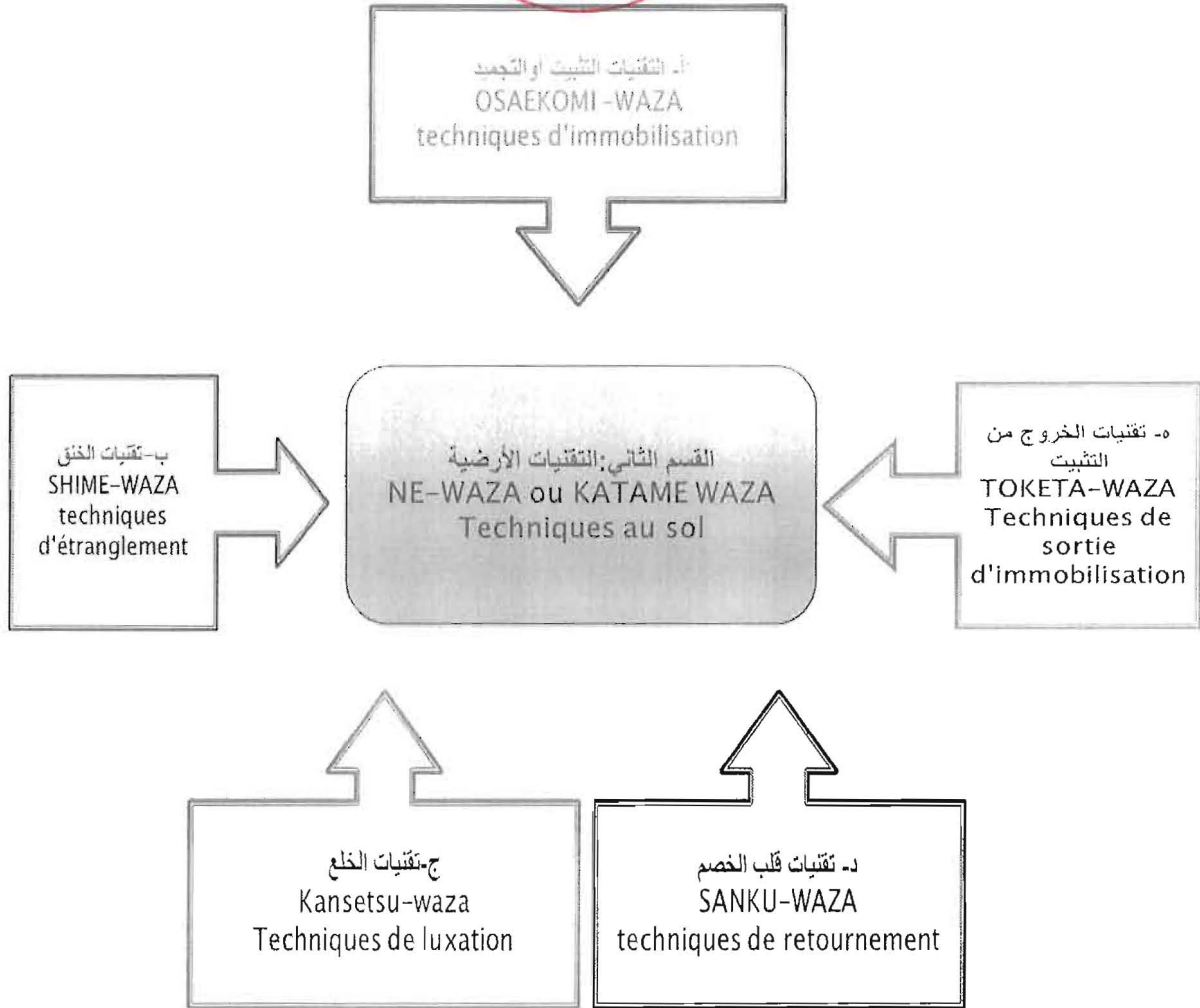 أ- التقنيات التثبيت اوالتجميد
OSAEKOMI -WAZA
techniques d'immobilisation
ب-تقنيات الخنق
SHIME-WAZA
techniques
d'étranglement
القسم الثاني:التقنيات الأرضية
NE-WAZA ou KATAME WAZA
Techniques au sol
ه- تقنيات الخروج من
التثبيت
TOKETA-WAZA
Techniques de
sortie
d'immobilisation
ج-تقنيات الخلع
Kansetsu-waza
Techniques de luxation
د- تقنيات قلب الخصم
SANKU-WAZA
techniques de retournement